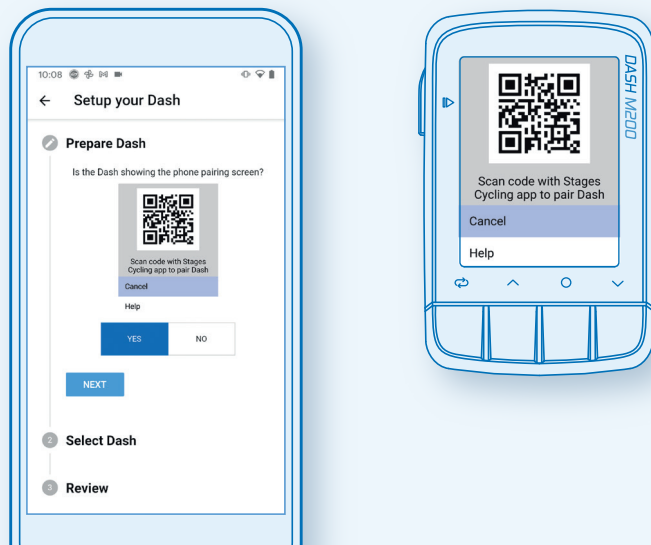 10:08
Setup your Dash
Prepare Dash
Is the Dash showing the phone pairing screen?
Scan code with Stages
Cycling app to pair Dash
Cancel
Help
YES NO
NEXT
2 Select Dash
3 Review
DASH M200
Scan code with Stages
Cycling app to pair Dash
Cancel
Help